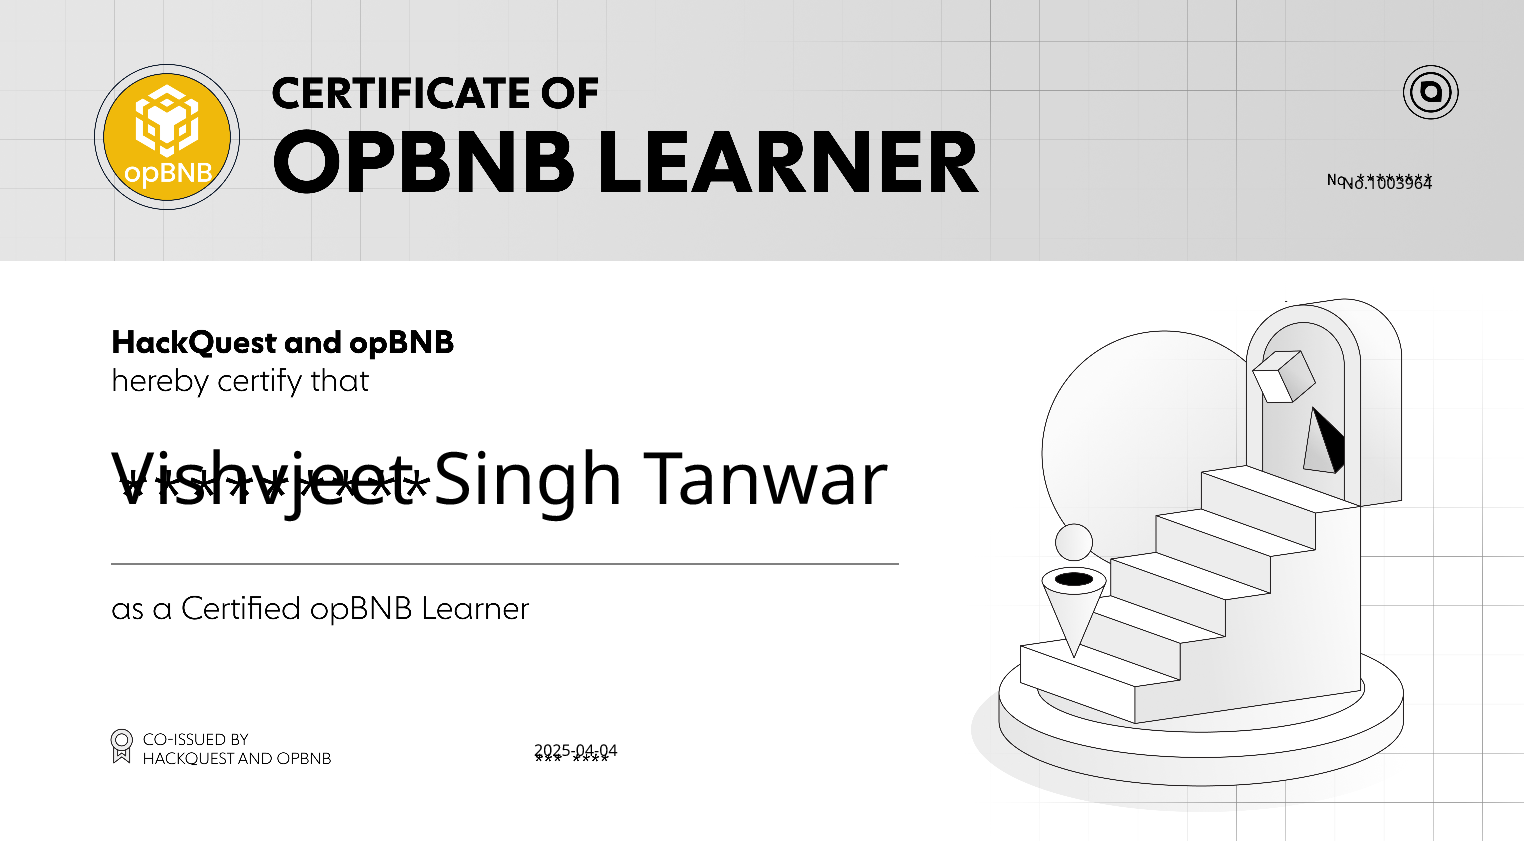 opBNB
CERTIFICATE OF
OPBNB LEARNER
No.********
No.1003964
HackQuest and opBNB
hereby certify that
*********
Vishvjeet Singh Tanwar
as a Certified opBNB Learner
CO-ISSUED BY
HACKQUEST AND OPBNB
2025-04-04
*** ****